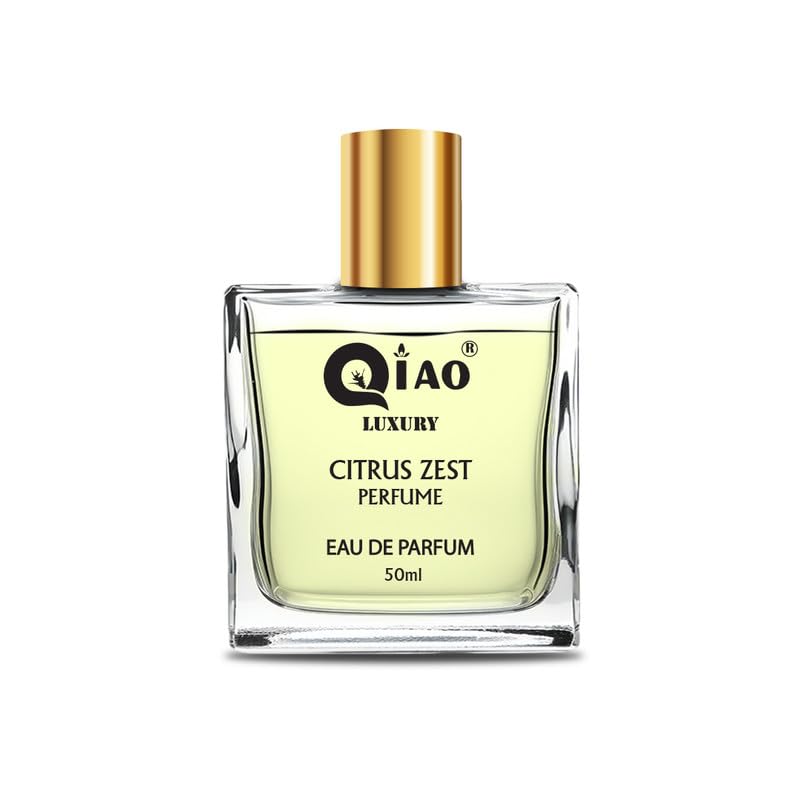 QiAO®
LUXURY
CITRUS ZEST
PERFUME
EAU DE PARFUM
50ml